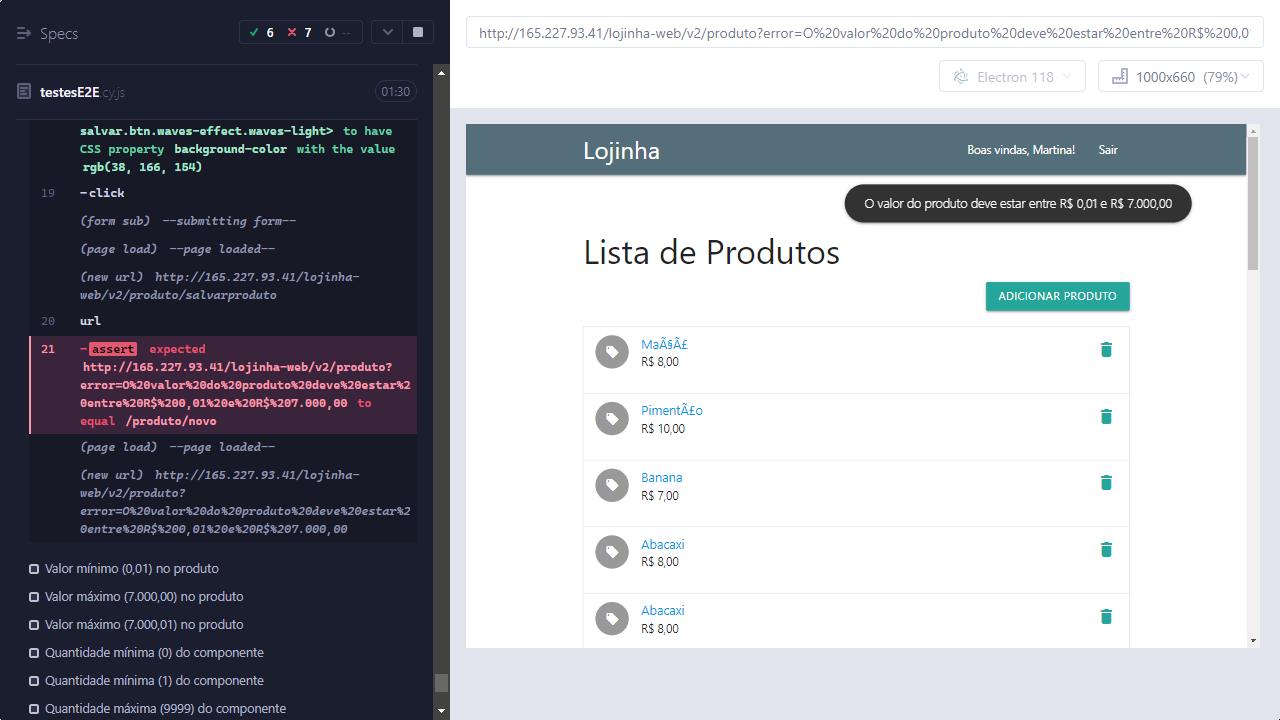 Specs
6
7
--
testesE2E.cy.js
01:30
salvar.btn.waves-effect.waves-light> to have
CSS property background-color with the value
rgb(38, 166, 154)
19 -click
(form sub) --submitting form--
(page load) --page loaded--
(new url) http://165.227.93.41/lojinha-
web/v2/produto/salvarproduto
20 url
21 -assert expected
http://165.227.93.41/lojinha-web/v2/produto?
error=O%20valor%20do%20produto%20deve%20estar%2
0entre%20R$%200,01%20e%20R$%207.000,00 to
equal /produto/novo
(page load) --page loaded--
(new url) http://165.227.93.41/lojinha-
web/v2/produto?
error=O%20valor%20do%20produto%20deve%20estar%2
0entre%20R$%200,01%20e%20R$%207.000,00
Valor mínimo (0,01) no produto
Valor máximo (7.000,00) no produto
Valor máximo (7.000,01) no produto
Quantidade mínima (0) do componente
Quantidade mínima (1) do componente
Quantidade máxima (9999) do componente
http://165.227.93.41/lojinha-web/v2/produto?error=O%20valor%20do%20produto%20deve%20estar%20entre%20R$%200,0
Electron 118
1000x660 (79%)
Lojinha
Boas vindas, Martina!
Sair
O valor do produto deve estar entre R$ 0,01 e R$ 7.000,00
Lista de Produtos
ADICIONAR PRODUTO
MaÃ§Ã£
R$ 8,00
PimentÃ£o
R$ 10,00
Banana
R$ 7,00
Abacaxi
R$ 8,00
Abacaxi
R$ 8,00